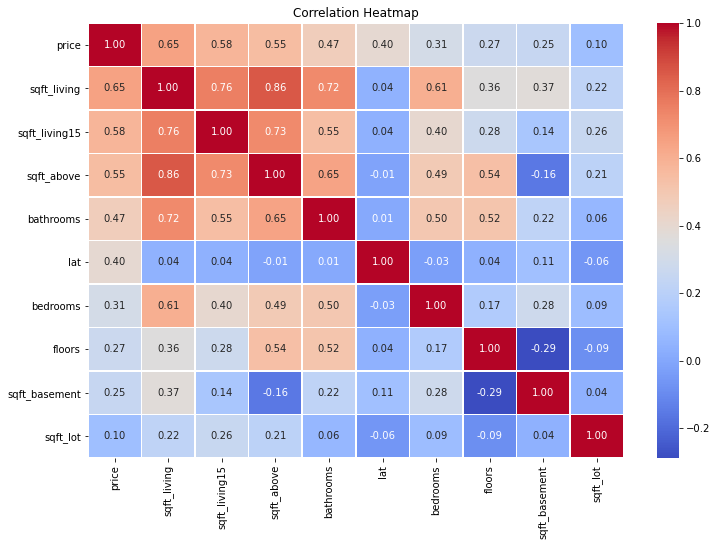 Correlation Heatmap
price 1.00 0.65 0.58 0.55 0.47 0.40 0.31 0.27 0.25 0.10
sqft_living 0.65 1.00 0.76 0.86 0.72 0.04 0.61 0.36 0.37 0.22
sqft_living15 0.58 0.76 1.00 0.73 0.55 0.04 0.40 0.28 0.14 0.26
sqft_above 0.55 0.86 0.73 1.00 0.65 -0.01 0.49 0.54 -0.16 0.21
bathrooms 0.47 0.72 0.55 0.65 1.00 0.01 0.50 0.52 0.22 0.06
lat 0.40 0.04 0.04 -0.01 0.01 1.00 -0.03 0.04 0.11 -0.06
bedrooms 0.31 0.61 0.40 0.49 0.50 -0.03 1.00 0.17 0.28 0.09
floors 0.27 0.36 0.28 0.54 0.52 0.04 0.17 1.00 -0.29 -0.09
sqft_basement 0.25 0.37 0.14 -0.16 0.22 0.11 0.28 -0.29 1.00 0.04
sqft_lot 0.10 0.22 0.26 0.21 0.06 -0.06 0.09 -0.09 0.04 1.00
price sqft_living sqft_living15 sqft_above bathrooms lat bedrooms floors sqft_basement sqft_lot
1.0
0.8
0.6
0.4
0.2
0.0
−0.2